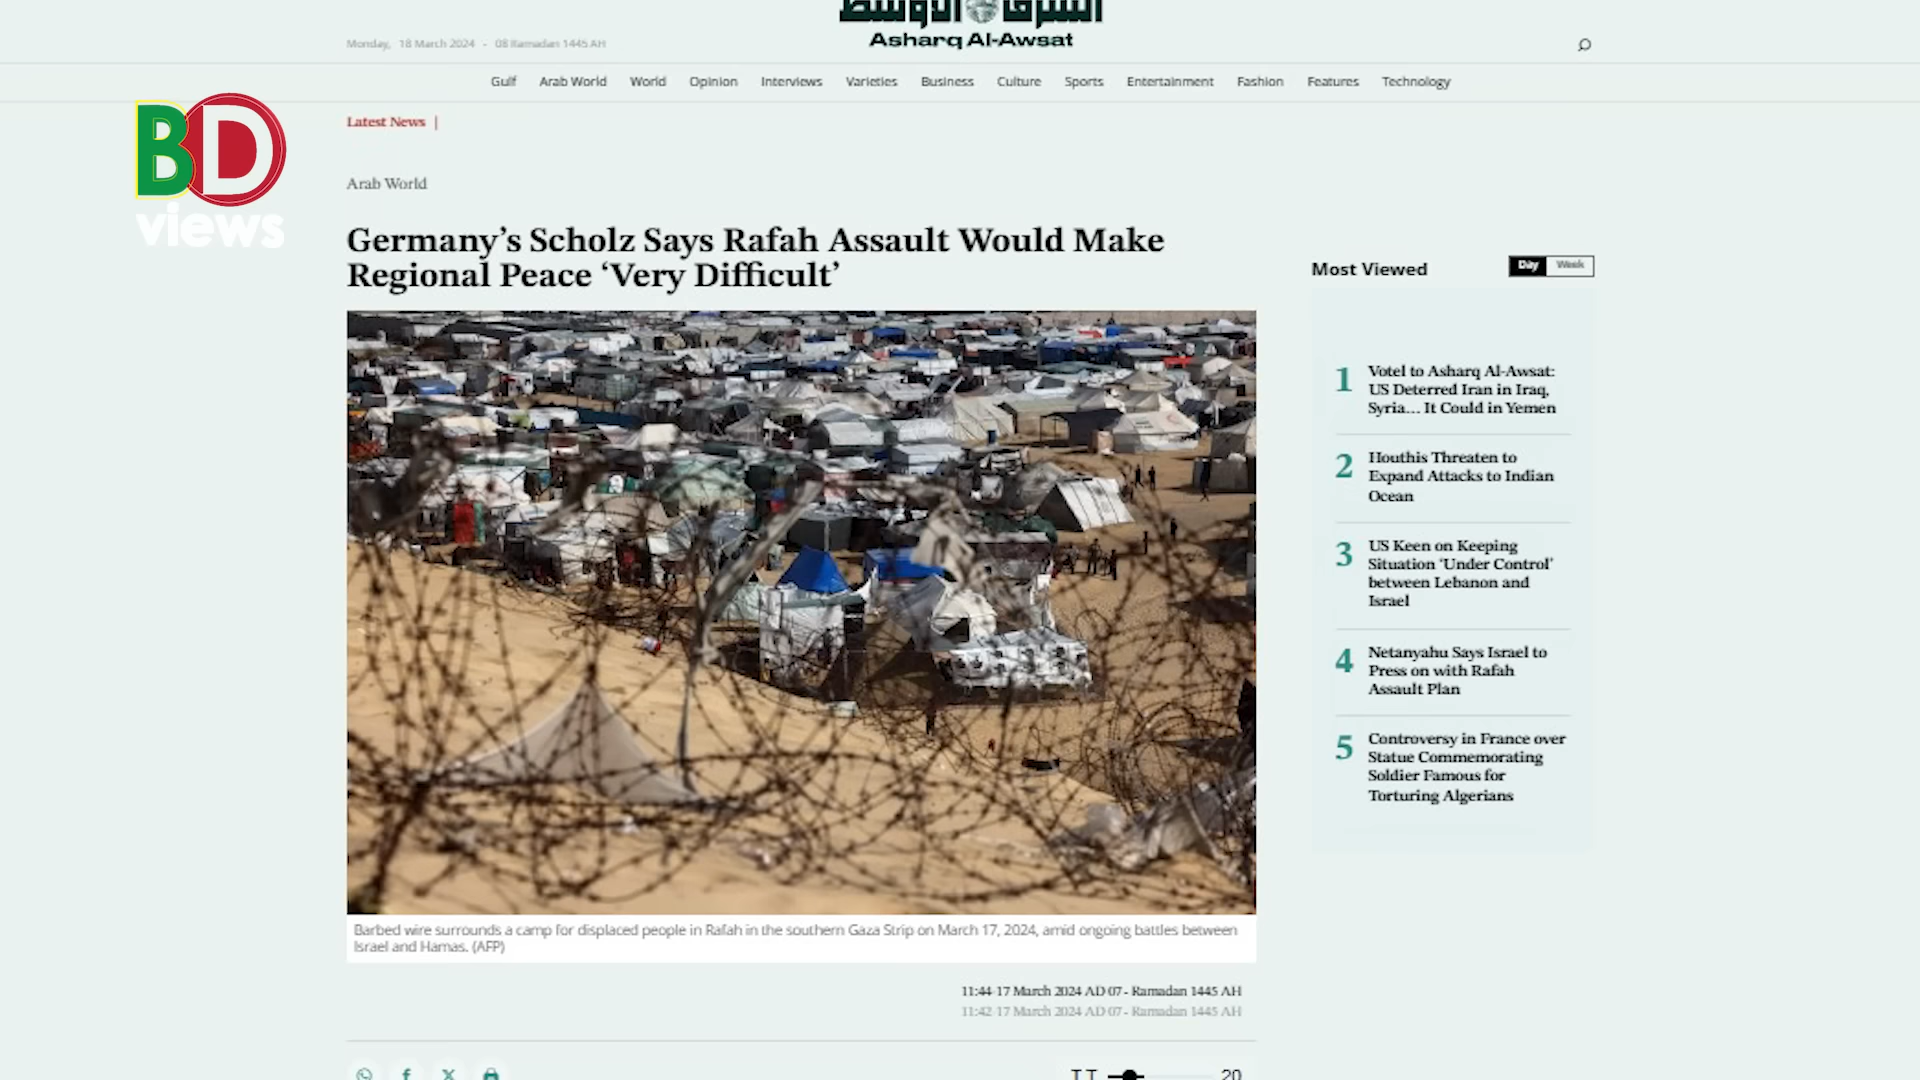 الشرق الأوسط
Asharq Al-Awsat
Monday, 18 March 2024 - 08 Ramadan 1445 AH
Gulf Arab World World Opinion Interviews Varieties Business Culture Sports Entertainment Fashion Features Technology
BD
views
Latest News |
Arab World
Germany’s Scholz Says Rafah Assault Would Make
Regional Peace ‘Very Difficult’
Barbed wire surrounds a camp for displaced people in Rafah in the southern Gaza Strip on March 17, 2024, amid ongoing battles between
Israel and Hamas. (AFP)
11:44-17 March 2024 AD 07 - Ramadan 1445 AH
11:42-17 March 2024 AD 07 - Ramadan 1445 AH
TT 20
Most Viewed
Day Week
1 Votel to Asharq Al-Awsat:
US Deterred Iran in Iraq,
Syria... It Could in Yemen
2 Houthis Threaten to
Expand Attacks to Indian
Ocean
3 US Keen on Keeping
Situation ‘Under Control’
between Lebanon and
Israel
4 Netanyahu Says Israel to
Press on with Rafah
Assault Plan
5 Controversy in France over
Statue Commemorating
Soldier Famous for
Torturing Algerians